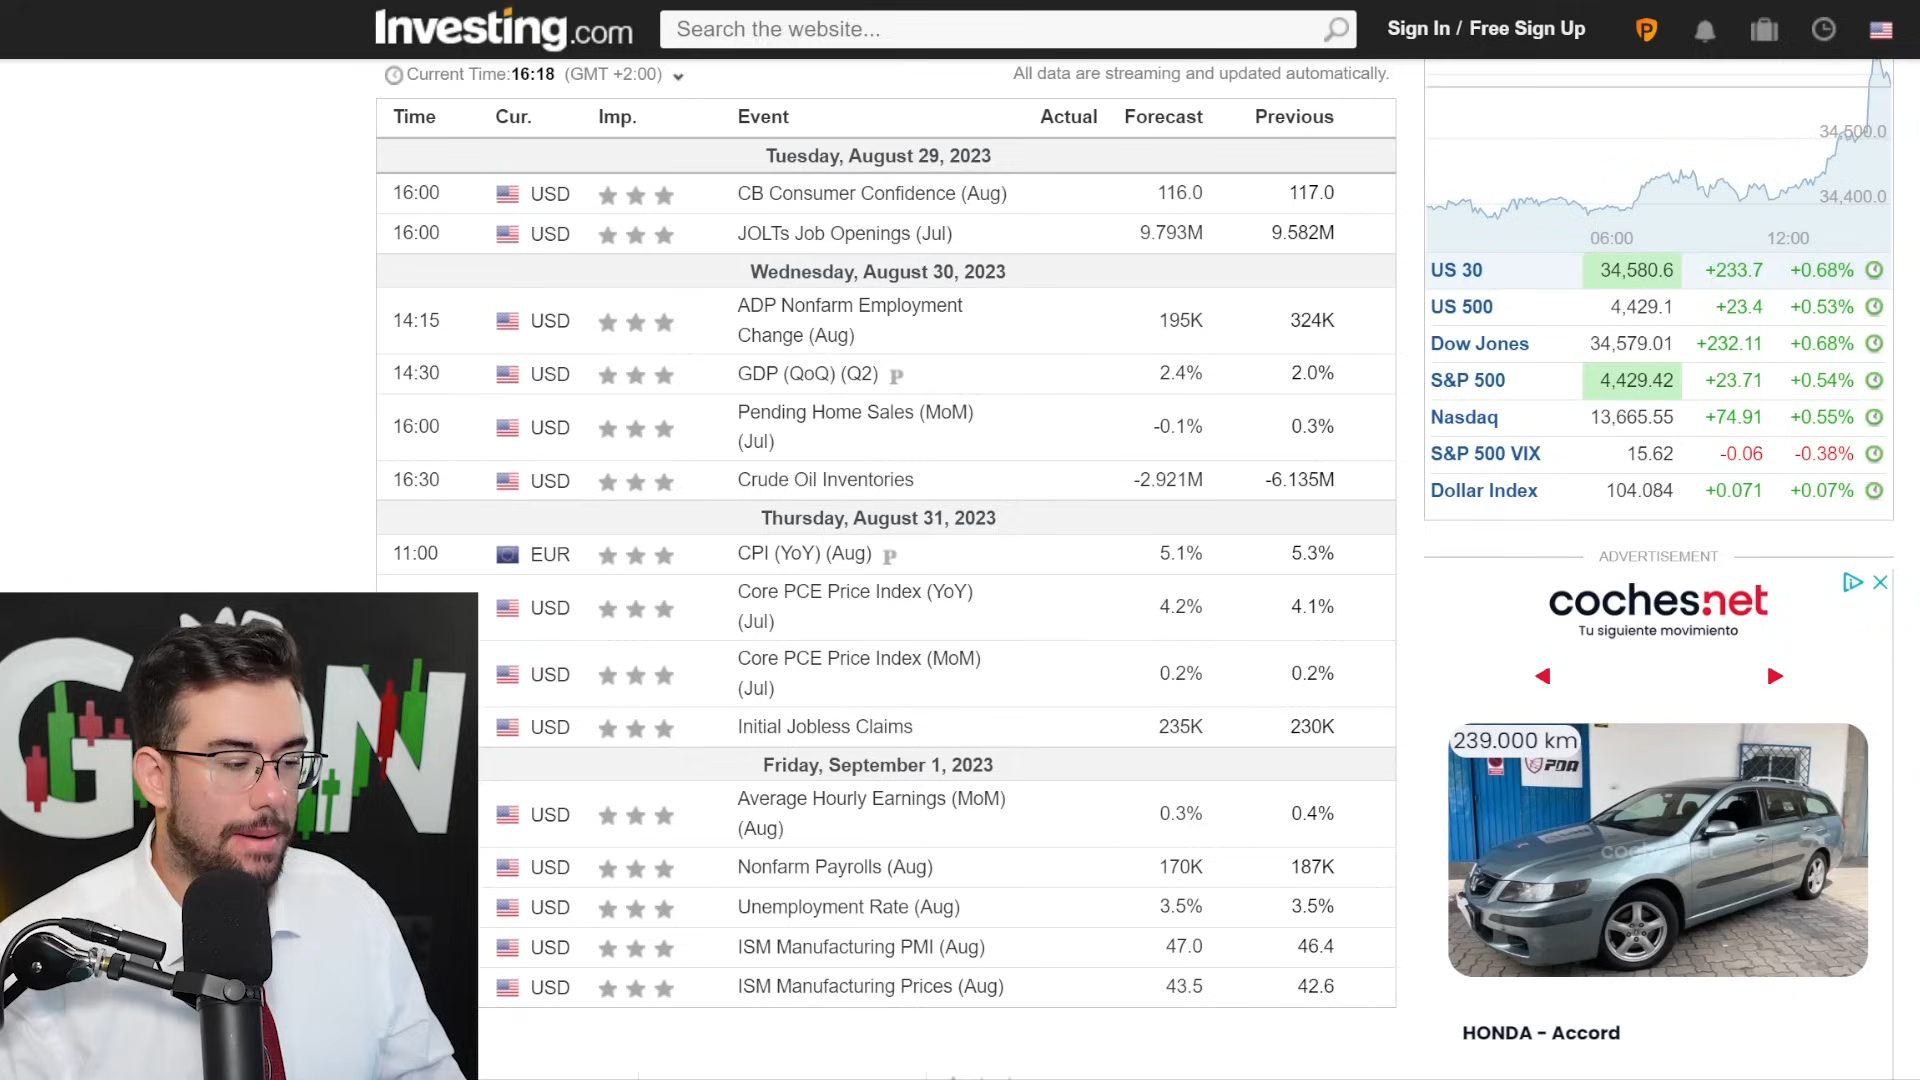 Investing.com
Search the website...
Sign In / Free Sign Up
Current Time:16:18 (GMT +2:00)
All data are streaming and updated automatically.
Time Cur. Imp. Event Actual Forecast Previous
Tuesday, August 29, 2023
16:00 USD CB Consumer Confidence (Aug) 116.0 117.0
16:00 USD JOLTs Job Openings (Jul) 9.793M 9.582M
Wednesday, August 30, 2023
14:15 USD ADP Nonfarm Employment
Change (Aug) 195K 324K
14:30 USD GDP (QoQ) (Q2) P 2.4% 2.0%
16:00 USD Pending Home Sales (MoM)
(Jul) -0.1% 0.3%
16:30 USD Crude Oil Inventories -2.921M -6.135M
Thursday, August 31, 2023
11:00 EUR CPI (YoY) (Aug) P 5.1% 5.3%
USD Core PCE Price Index (YoY)
(Jul) 4.2% 4.1%
USD Core PCE Price Index (MoM)
(Jul) 0.2% 0.2%
USD Initial Jobless Claims 235K 230K
Friday, September 1, 2023
USD Average Hourly Earnings (MoM)
(Aug) 0.3% 0.4%
USD Nonfarm Payrolls (Aug) 170K 187K
USD Unemployment Rate (Aug) 3.5% 3.5%
USD ISM Manufacturing PMI (Aug) 47.0 46.4
USD ISM Manufacturing Prices (Aug) 43.5 42.6
34,500.0
34,400.0
06:00 12:00
US 30 34,580.6 +233.7 +0.68%
US 500 4,429.1 +23.4 +0.53%
Dow Jones 34,579.01 +232.11 +0.68%
S&P 500 4,429.42 +23.71 +0.54%
Nasdaq 13,665.55 +74.91 +0.55%
S&P 500 VIX 15.62 -0.06 -0.38%
Dollar Index 104.084 +0.071 +0.07%
ADVERTISEMENT
coches.net
Tu siguiente movimiento
239.000 km
PDA
coches.net
HONDA - Accord